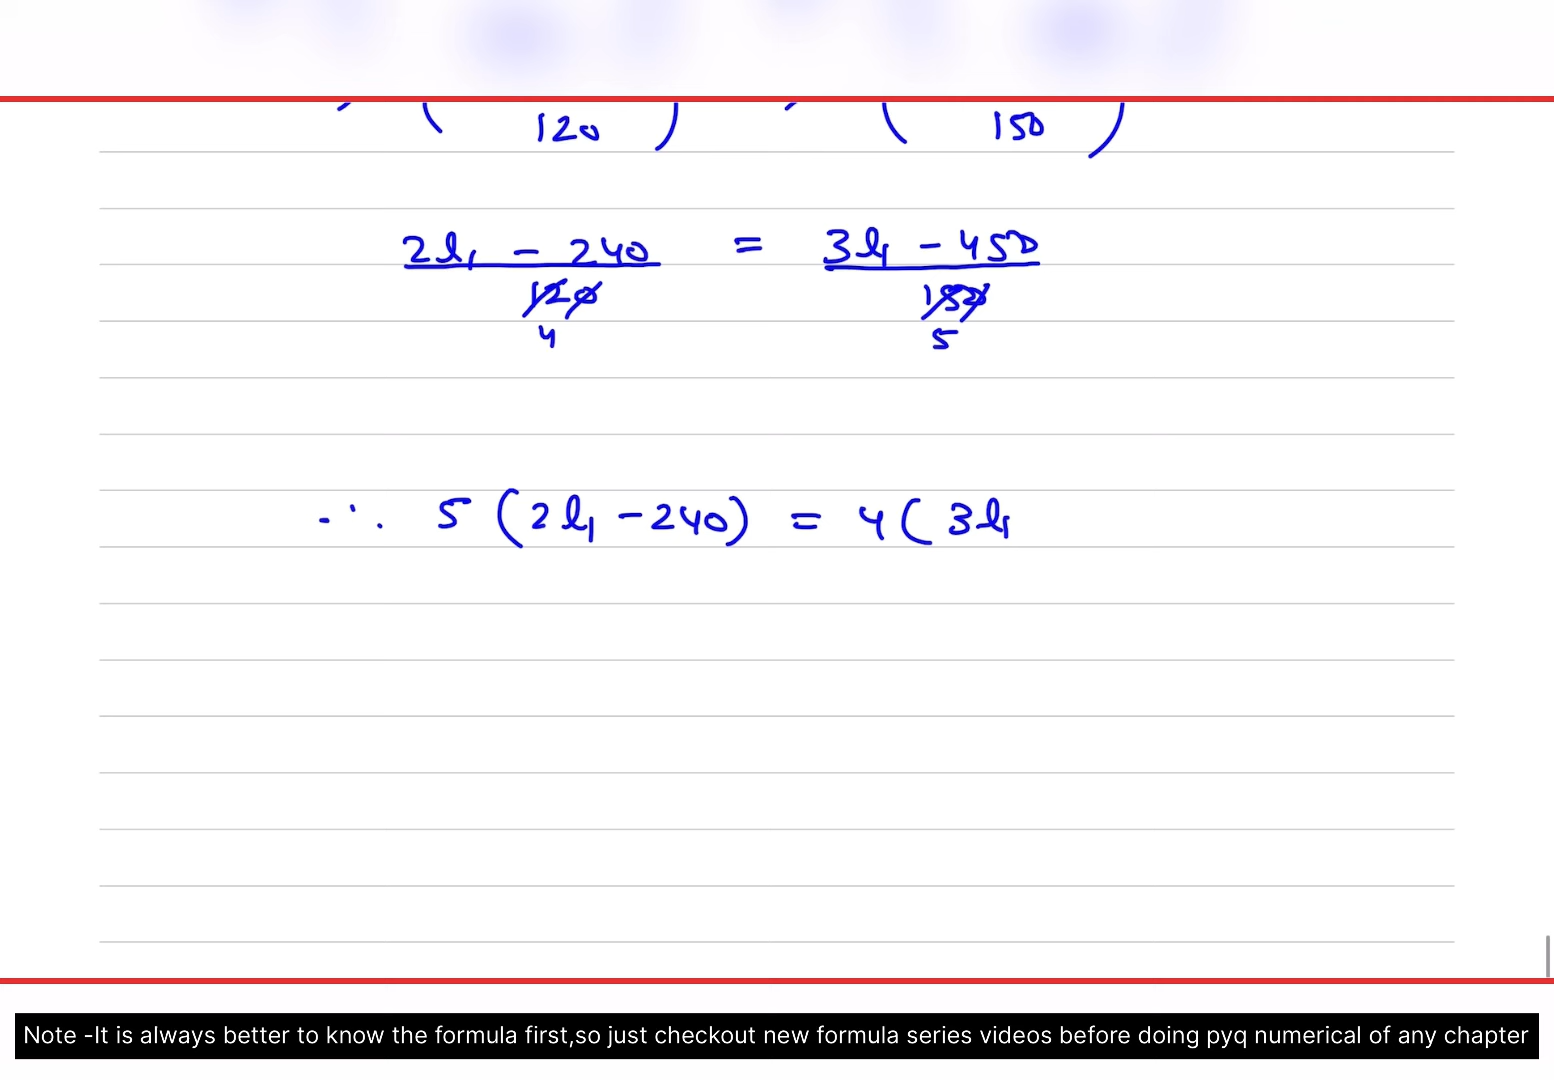 ( 120 ) ( 150 )
2l₁ - 240 = 3l₁ - 450
120 150
4 5
∴ 5 (2l₁ - 240) = 4 ( 3l₁
Note -It is always better to know the formula first,so just checkout new formula series videos before doing pyq numerical of any chapter